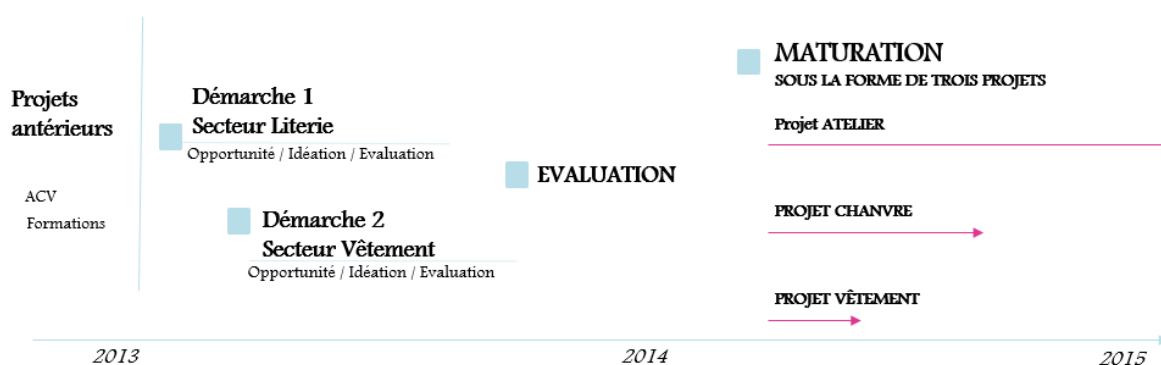 Projets
antérieurs
ACV
Formations
Démarche 1
Secteur Literie
Opportunité / Idéation / Evaluation
Démarche 2
Secteur Vêtement
Opportunité / Idéation / Evaluation
EVALUATION
MATURATION
SOUS LA FORME DE TROIS PROJETS
Projet ATELIER
PROJET CHANVRE
PROJET VÊTEMENT
2013
2014
2015